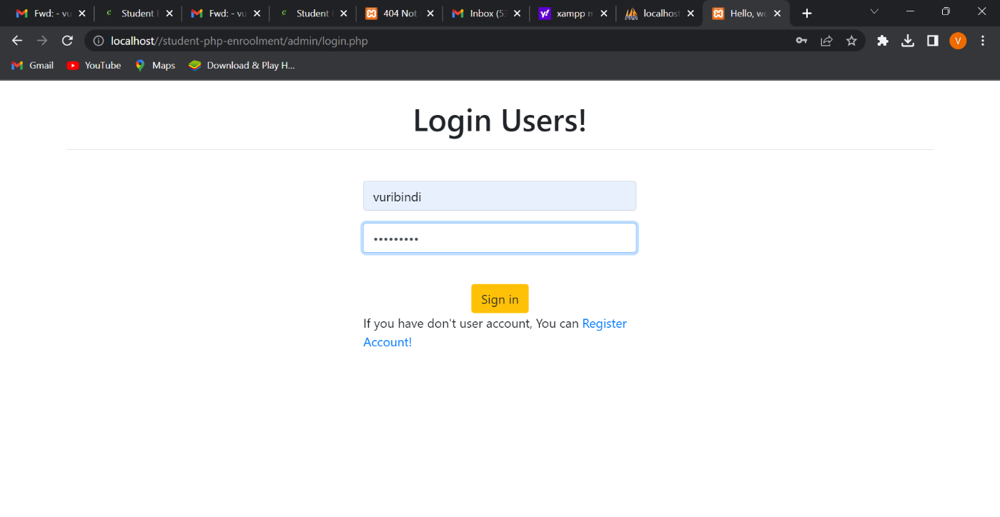 Fwd: - vu
Student
Fwd: - vu
Student
404 Not
Inbox (53
xampp m
localhost
Hello, wo
localhost//student-php-enroolment/admin/login.php
V
Gmail
YouTube
Maps
Download & Play H...
Login Users!
vuribindi
•••••••••
Sign in
If you have don't user account, You can Register
Account!